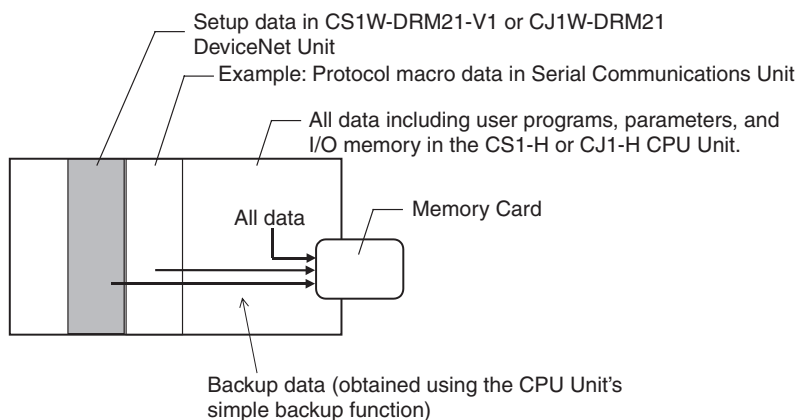 Setup data in CS1W-DRM21-V1 or CJ1W-DRM21
DeviceNet Unit
Example: Protocol macro data in Serial Communications Unit
All data including user programs, parameters, and
I/O memory in the CS1-H or CJ1-H CPU Unit.
All data
Memory Card
Backup data (obtained using the CPU Unit's
simple backup function)